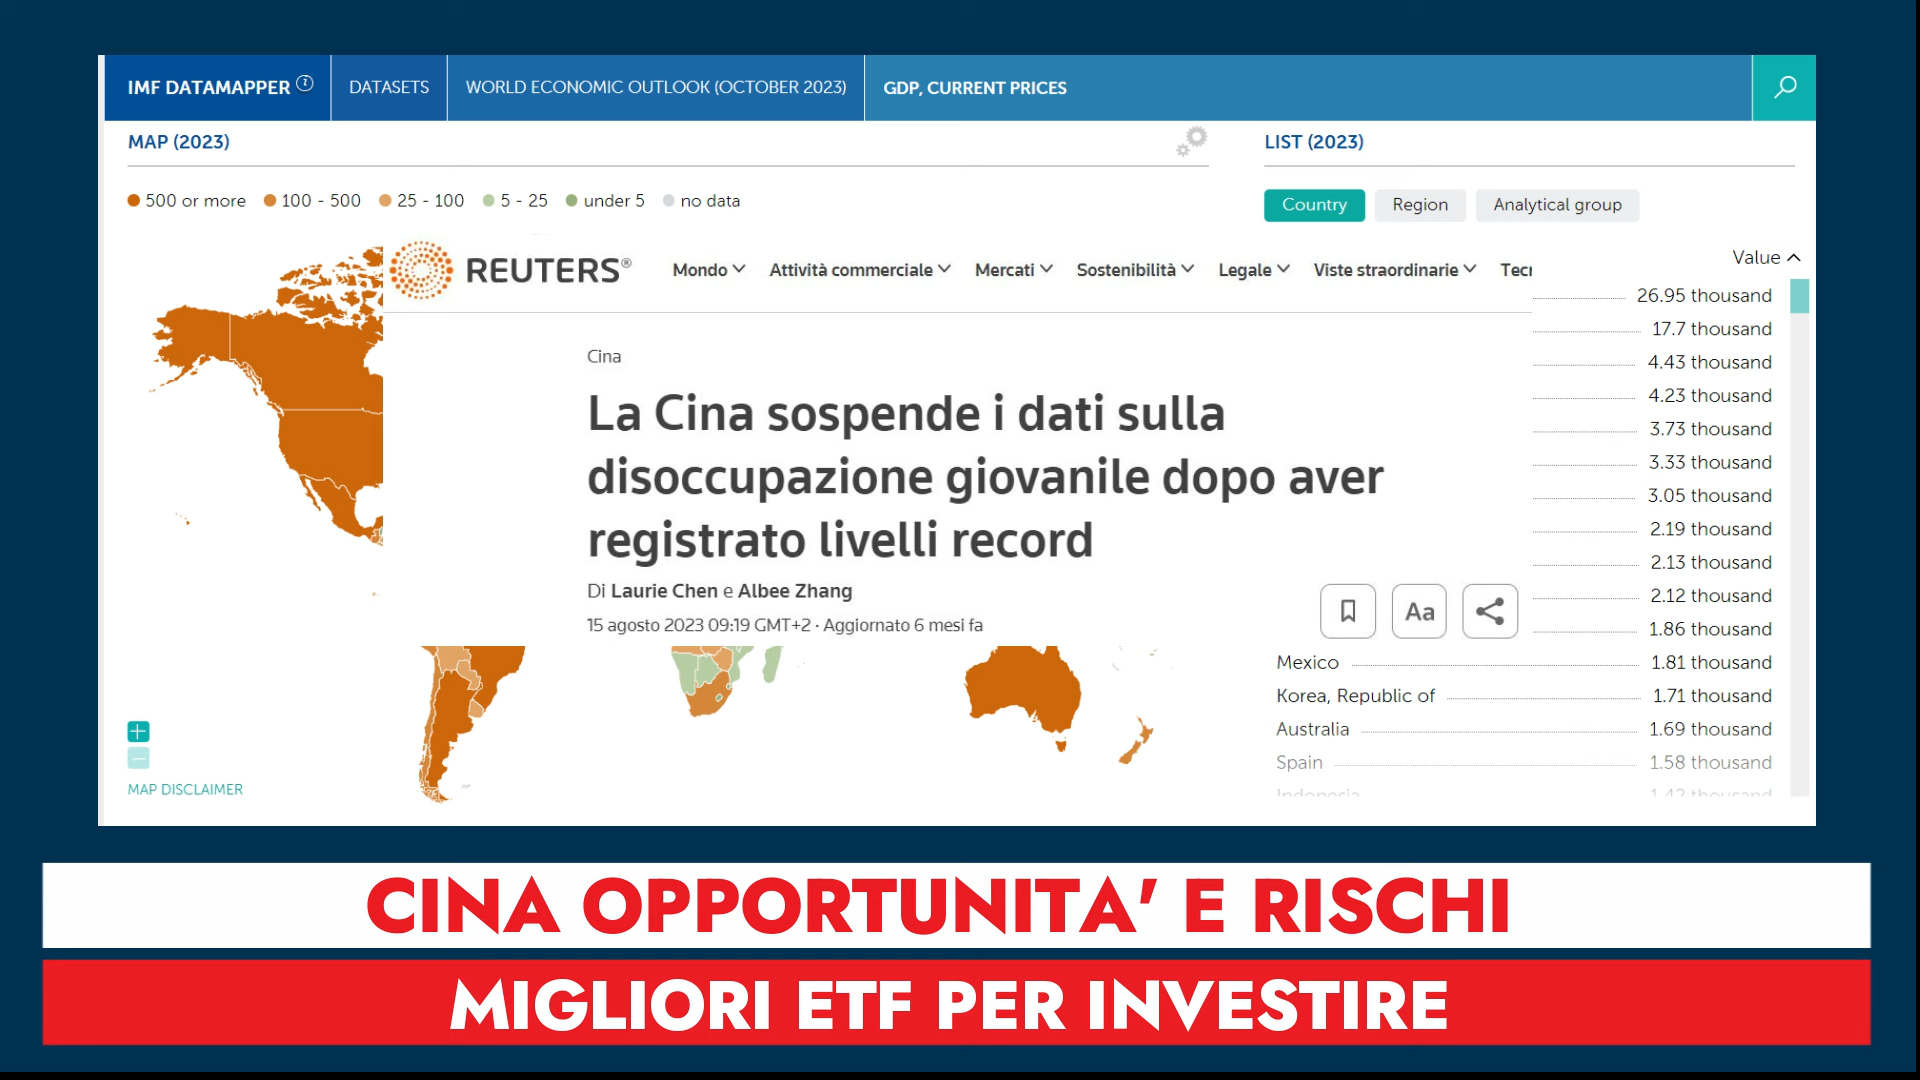 IMF DATAMAPPER
DATASETS
WORLD ECONOMIC OUTLOOK (OCTOBER 2023)
GDP, CURRENT PRICES
MAP (2023)
LIST (2023)
500 or more
100 - 500
25 - 100
5 - 25
under 5
no data
Country
Region
Analytical group
Value
REUTERS®
Mondo
Attività commerciale
Mercati
Sostenibilità
Legale
Viste straordinarie
Cina
La Cina sospende i dati sulla
disoccupazione giovanile dopo aver
registrato livelli record
Di Laurie Chen e Albee Zhang
15 agosto 2023 09:19 GMT+2 · Aggiornato 6 mesi fa
Aa
26.95 thousand
17.7 thousand
4.43 thousand
4.23 thousand
3.73 thousand
3.33 thousand
3.05 thousand
2.19 thousand
2.13 thousand
2.12 thousand
1.86 thousand
Mexico 1.81 thousand
Korea, Republic of 1.71 thousand
Australia 1.69 thousand
Spain 1.58 thousand
Indonesia 1.42 thousand
MAP DISCLAIMER
CINA OPPORTUNITA' E RISCHI
MIGLIORI ETF PER INVESTIRE